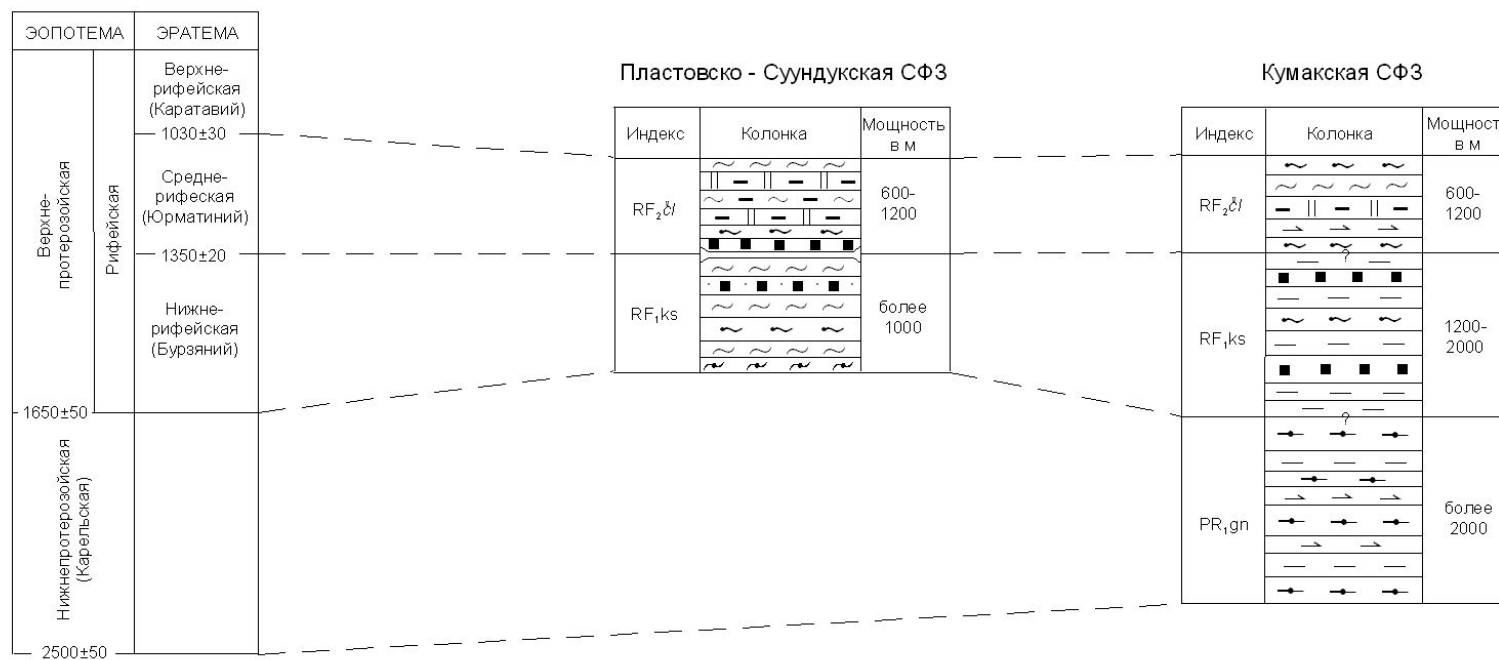 ЭОПОТЕМА
ЭРАТЕМА
Верхне-
протерозойская
Рифейская
Верхне-
рифейская
(Каратавий)
1030±30
Средне-
рифеская
(Юрматиний)
1350±20
Нижне-
рифейская
(Бурзяний)
1650±50
Нижнепротерозойская
(Карельская)
2500±50
Пластовско - Суундукская СФЗ
Индекс
Колонка
Мощность
в м
RF₂čl
600-
1200
RF₁ks
более
1000
Кумакская СФЗ
Индекс
Колонка
Мощност
в м
RF₂čl
600-
1200
?
RF₁ks
1200-
2000
?
PR₁gn
более
2000